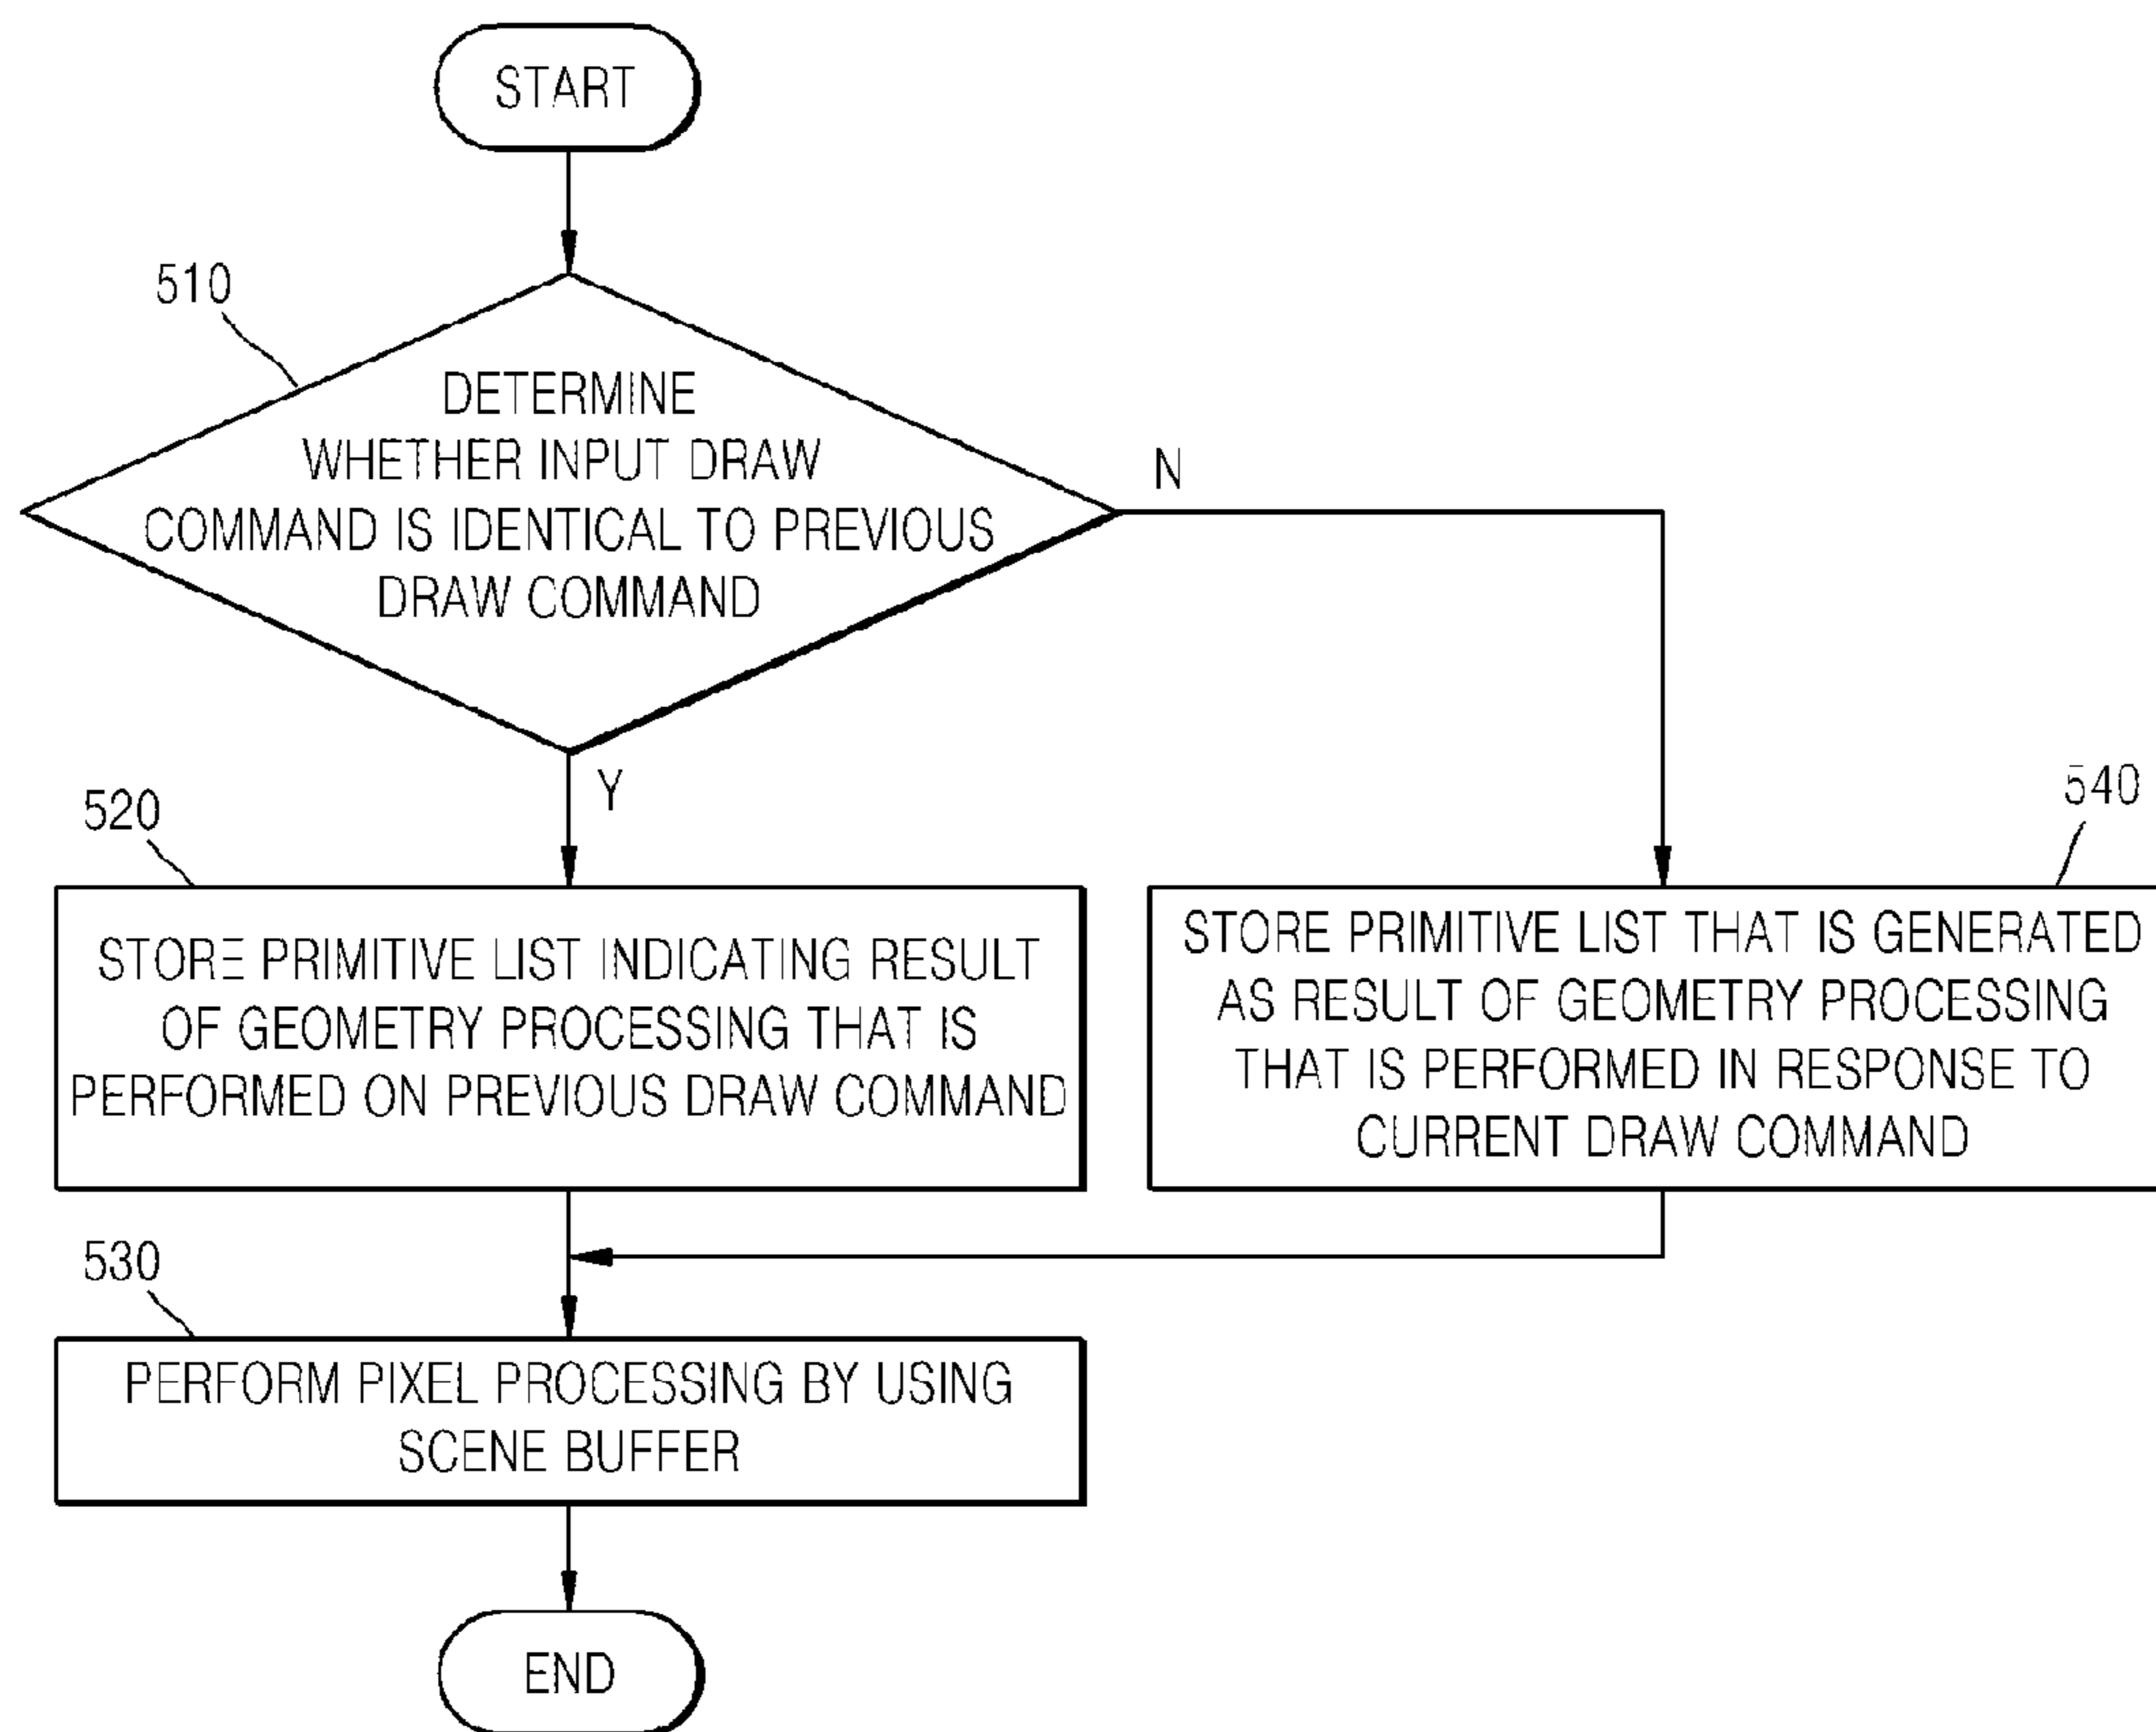 START
510
DETERMINE
WHETHER INPUT DRAW
COMMAND IS IDENTICAL TO PREVIOUS
DRAW COMMAND
N
Y
520
STORE PRIMITIVE LIST INDICATING RESULT
OF GEOMETRY PROCESSING THAT IS
PERFORMED ON PREVIOUS DRAW COMMAND
540
STORE PRIMITIVE LIST THAT IS GENERATED
AS RESULT OF GEOMETRY PROCESSING
THAT IS PERFORMED IN RESPONSE TO
CURRENT DRAW COMMAND
530
PERFORM PIXEL PROCESSING BY USING
SCENE BUFFER
END